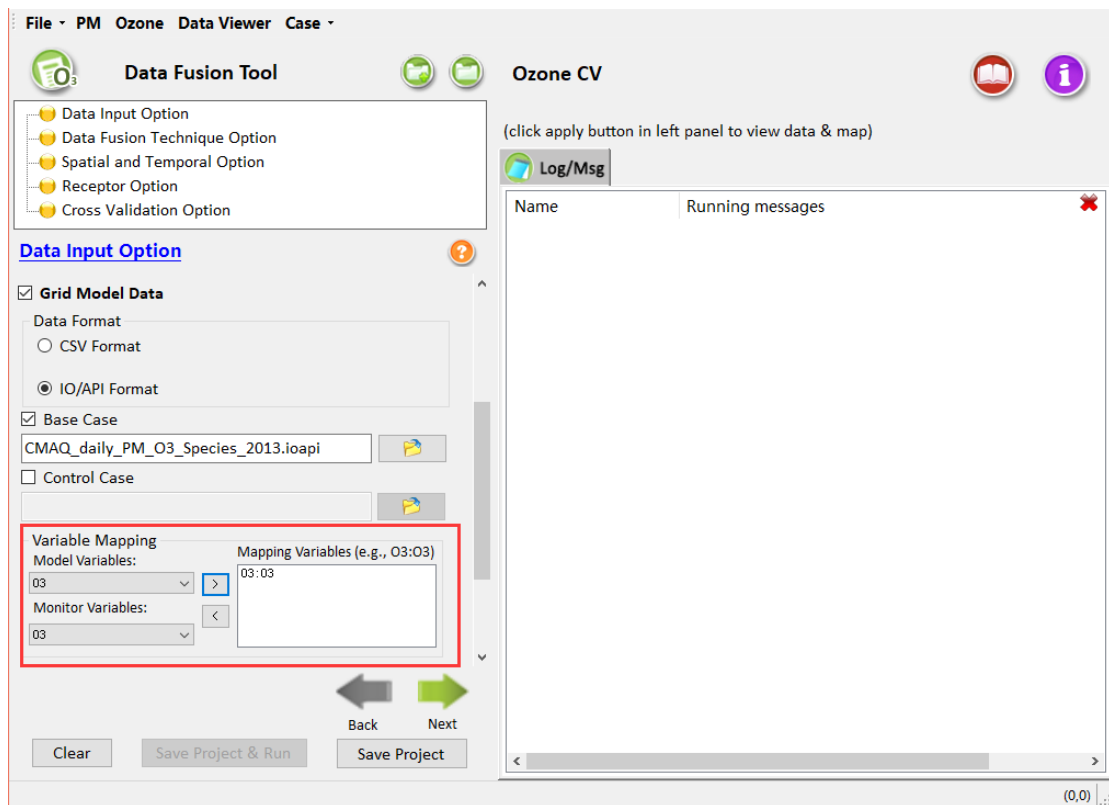 File PM Ozone Data Viewer Case
O3 Data Fusion Tool
Ozone CV
Data Input Option
Data Fusion Technique Option
Spatial and Temporal Option
Receptor Option
Cross Validation Option
(click apply button in left panel to view data & map)
Log/Msg
Name Running messages
Data Input Option
?
Grid Model Data
Data Format
CSV Format
IO/API Format
Base Case
CMAQ_daily_PM_O3_Species_2013.ioapi
Control Case
Variable Mapping
Model Variables:
O3
Monitor Variables:
O3
>
<
Mapping Variables (e.g., O3:O3)
O3:O3
Back Next
Clear Save Project & Run Save Project
(0,0)